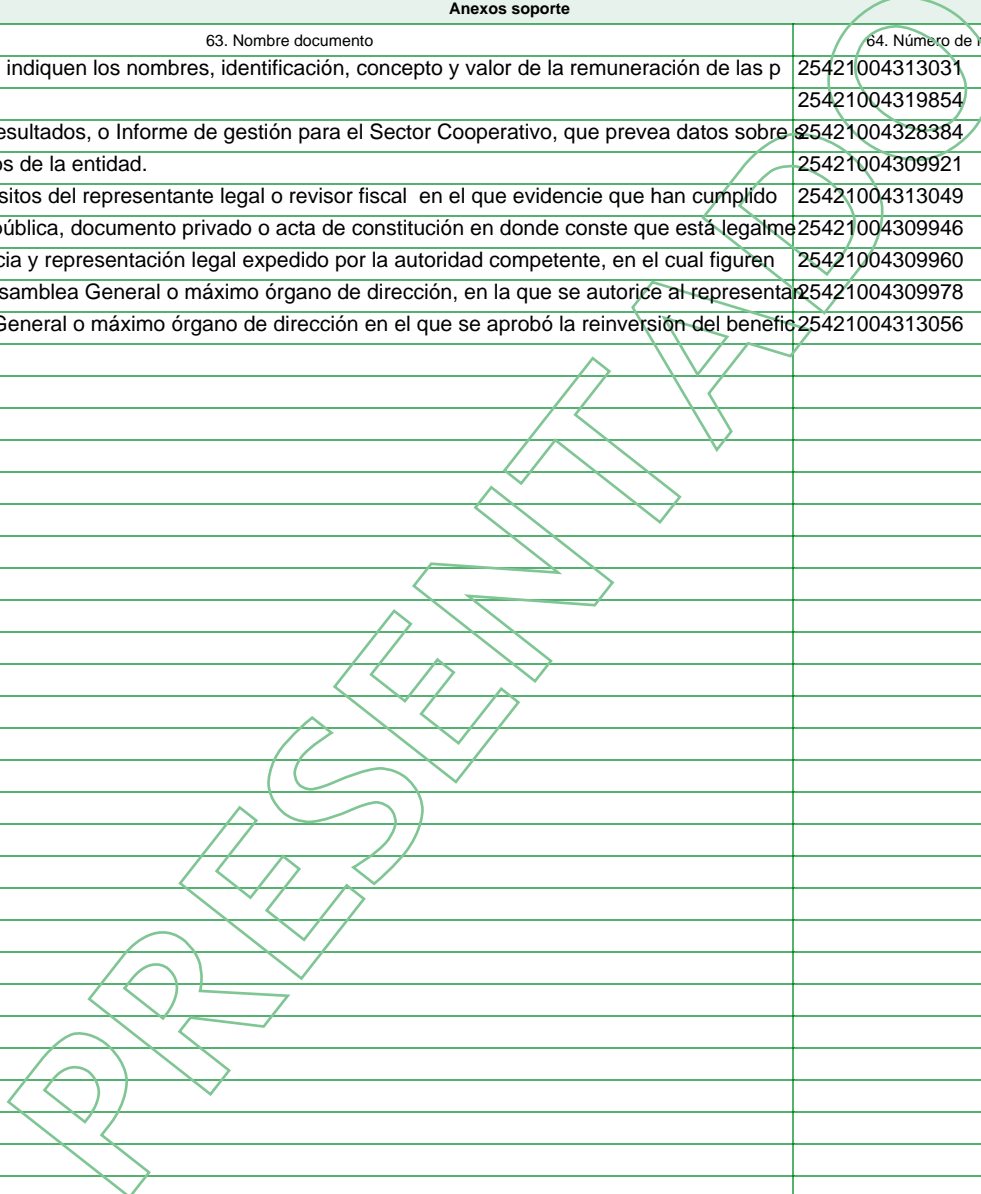 Anexos soporte
63. Nombre documento 64. Número de
indiquen los nombres, identificación, concepto y valor de la remuneración de las p 25421004313031
25421004319854
esultados, o Informe de gestión para el Sector Cooperativo, que prevea datos sobre s 25421004328384
os de la entidad. 25421004309921
sitos del representante legal o revisor fiscal en el que evidencie que han cumplido 25421004313049
pública, documento privado o acta de constitución en donde conste que está legalme 25421004309946
cia y representación legal expedido por la autoridad competente, en el cual figuren 25421004309960
samblea General o máximo órgano de dirección, en la que se autorice al representan 25421004309978
General o máximo órgano de dirección en el que se aprobó la reinversión del benefic 25421004313056
PRESENTADO